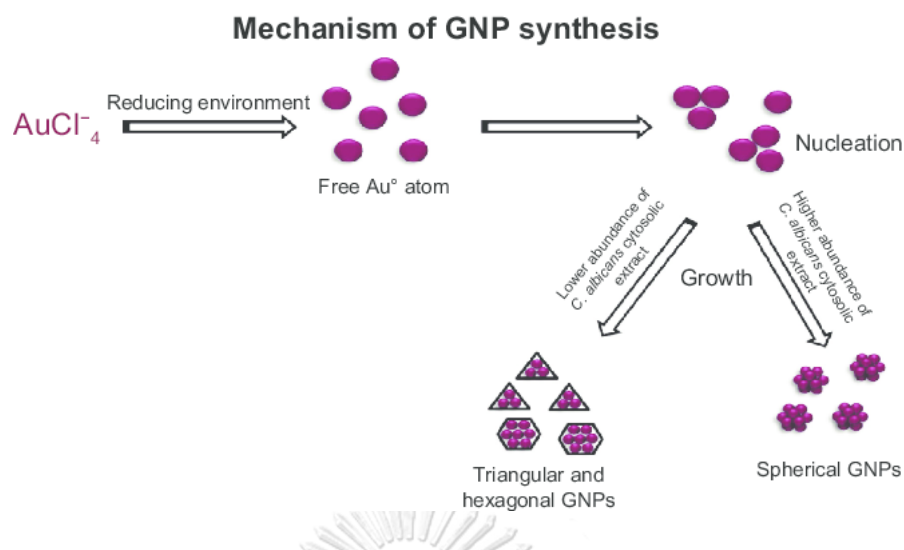 Mechanism of GNP synthesis
AuCl⁻₄
Reducing environment
Free Au° atom
Nucleation
Lower abundance of
C. albicans cytosolic
extract
Growth
Higher abundance of
C. albicans cytosolic
extract
Triangular and
hexagonal GNPs
Spherical GNPs